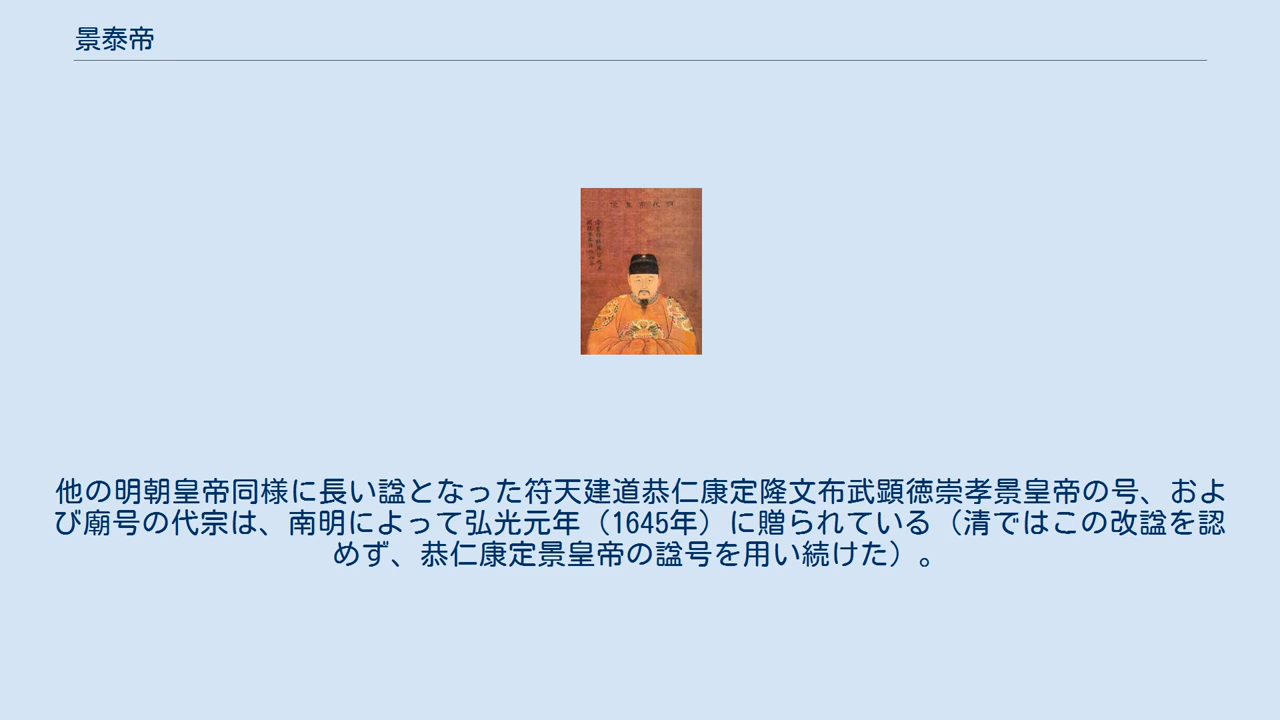 景泰帝
他の明朝皇帝同様に長い諡となった符天建道恭仁康定隆文布武顕徳崇孝景皇帝の号、およ
び廟号の代宗は、南明によって弘光元年（1645年）に贈られている（清ではこの改諡を認
めず、恭仁康定景皇帝の諡号を用い続けた）。